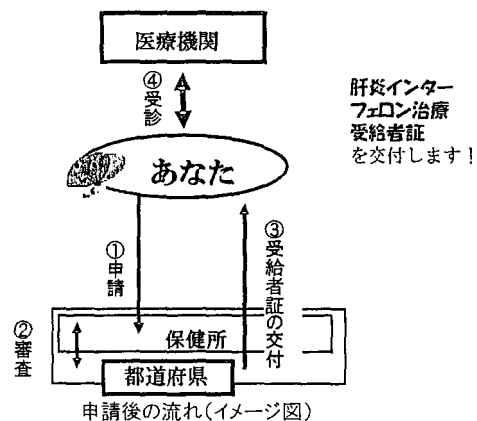 医療機関
④受診
肝炎インター
フェロン治療
受給者証
を交付します！
あなた
①申請
③受給者証の交付
②審査
保健所
都道府県
申請後の流れ（イメージ図）